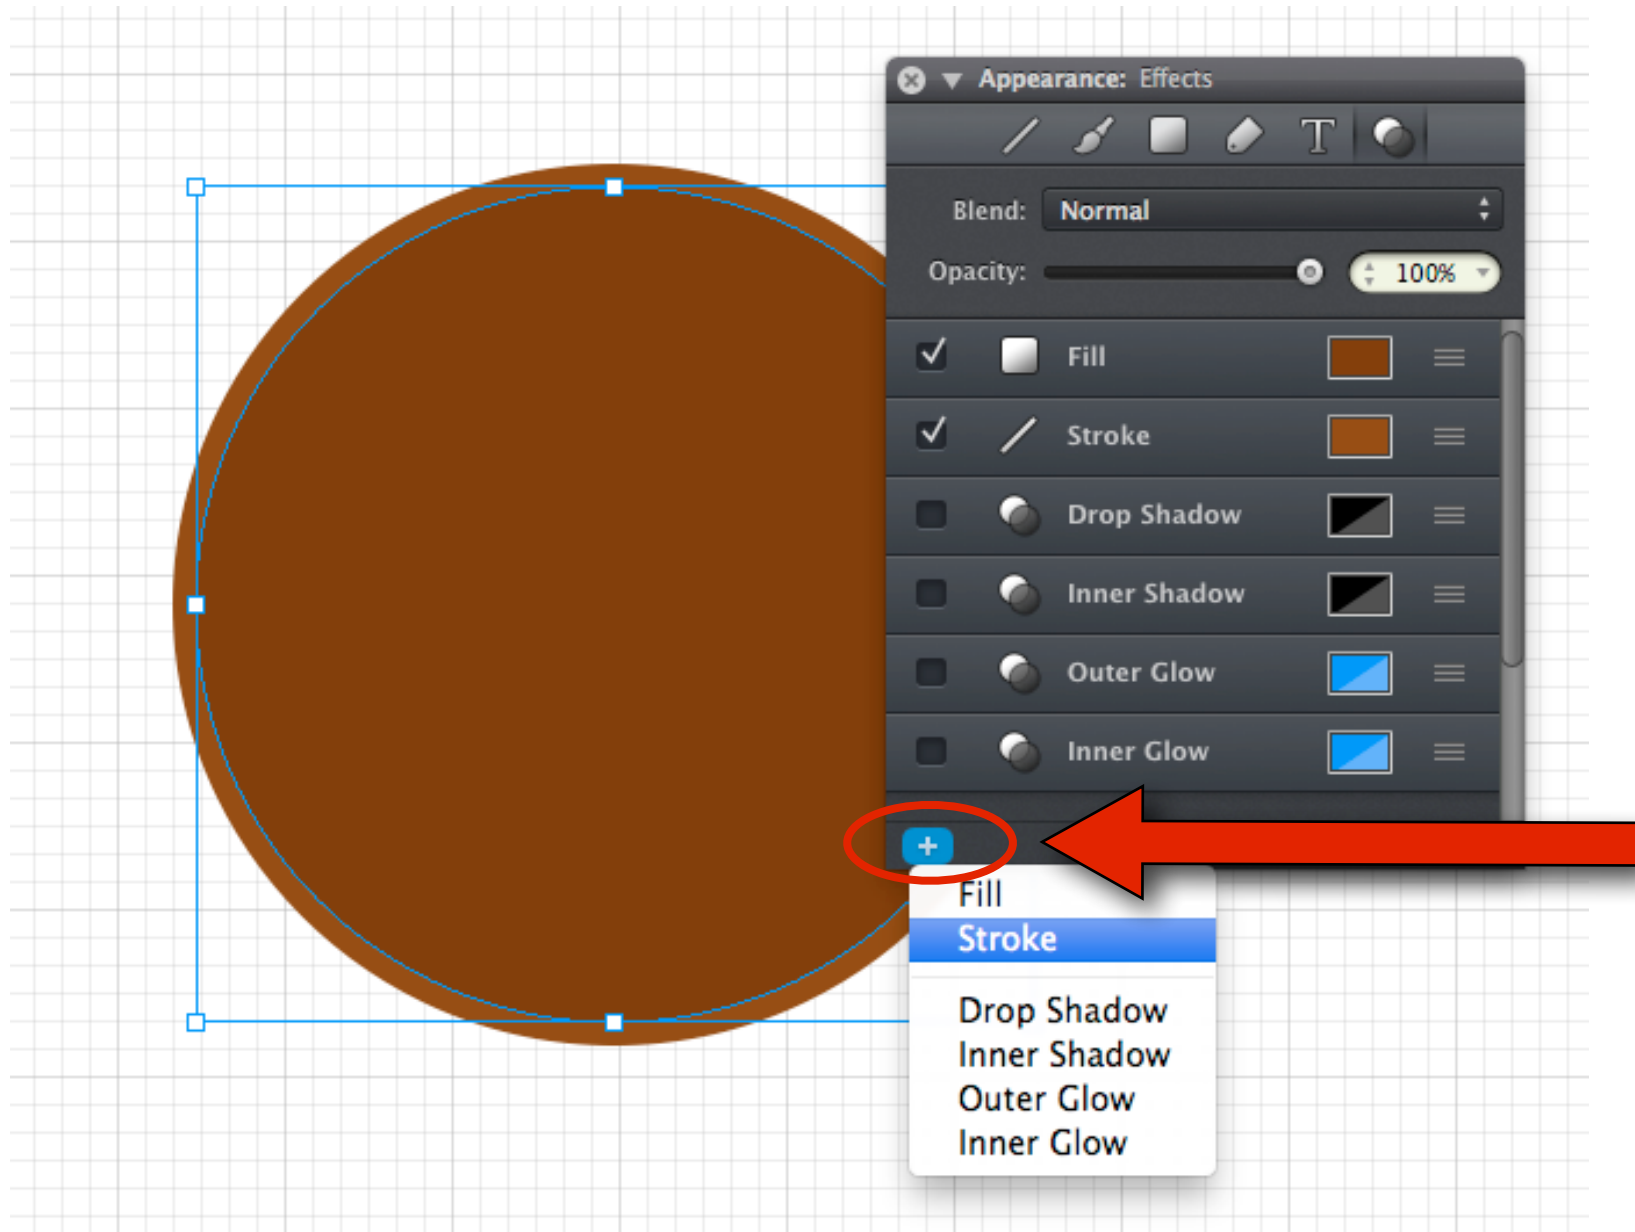 Appearance: Effects
T
Blend: Normal
Opacity: 100%
Fill
Stroke
Drop Shadow
Inner Shadow
Outer Glow
Inner Glow
+
Fill
Stroke
Drop Shadow
Inner Shadow
Outer Glow
Inner Glow